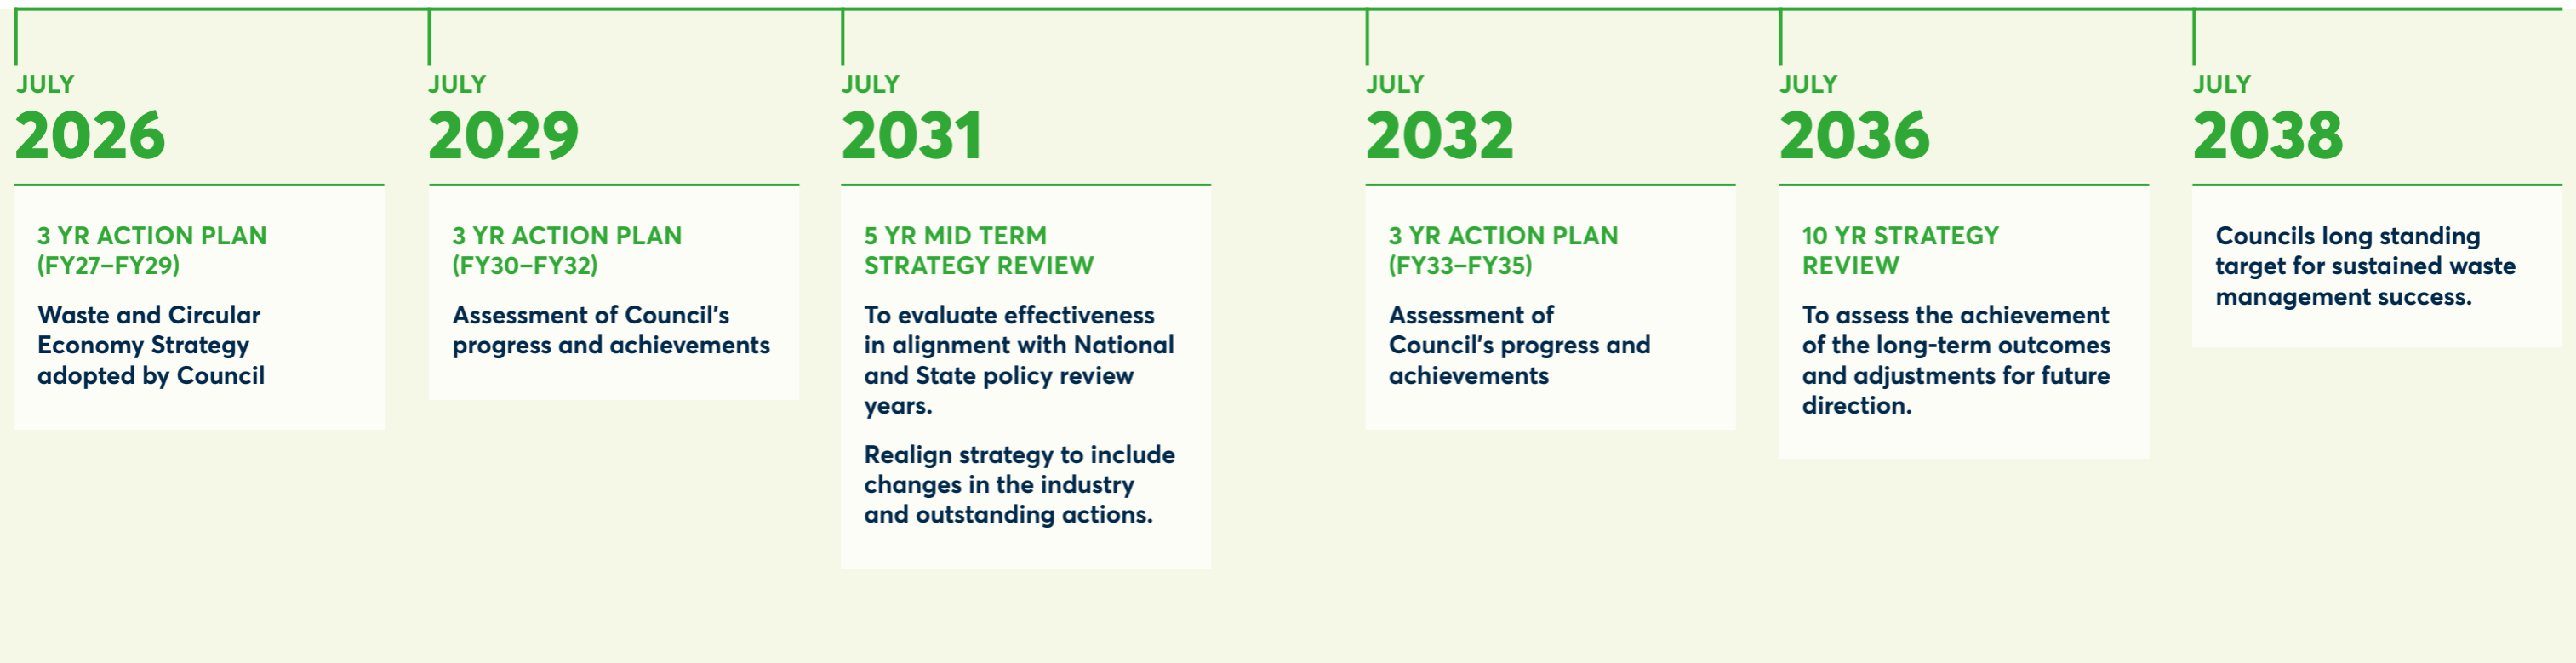 JULY
2026
3 YR ACTION PLAN
(FY27–FY29)
Waste and Circular
Economy Strategy
adopted by Council
JULY
2029
3 YR ACTION PLAN
(FY30–FY32)
Assessment of Council’s
progress and achievements
JULY
2031
5 YR MID TERM
STRATEGY REVIEW
To evaluate effectiveness
in alignment with National
and State policy review
years.
Realign strategy to include
changes in the industry
and outstanding actions.
JULY
2032
3 YR ACTION PLAN
(FY33–FY35)
Assessment of
Council’s progress and
achievements
JULY
2036
10 YR STRATEGY
REVIEW
To assess the achievement
of the long-term outcomes
and adjustments for future
direction.
JULY
2038
Councils long standing
target for sustained waste
management success.